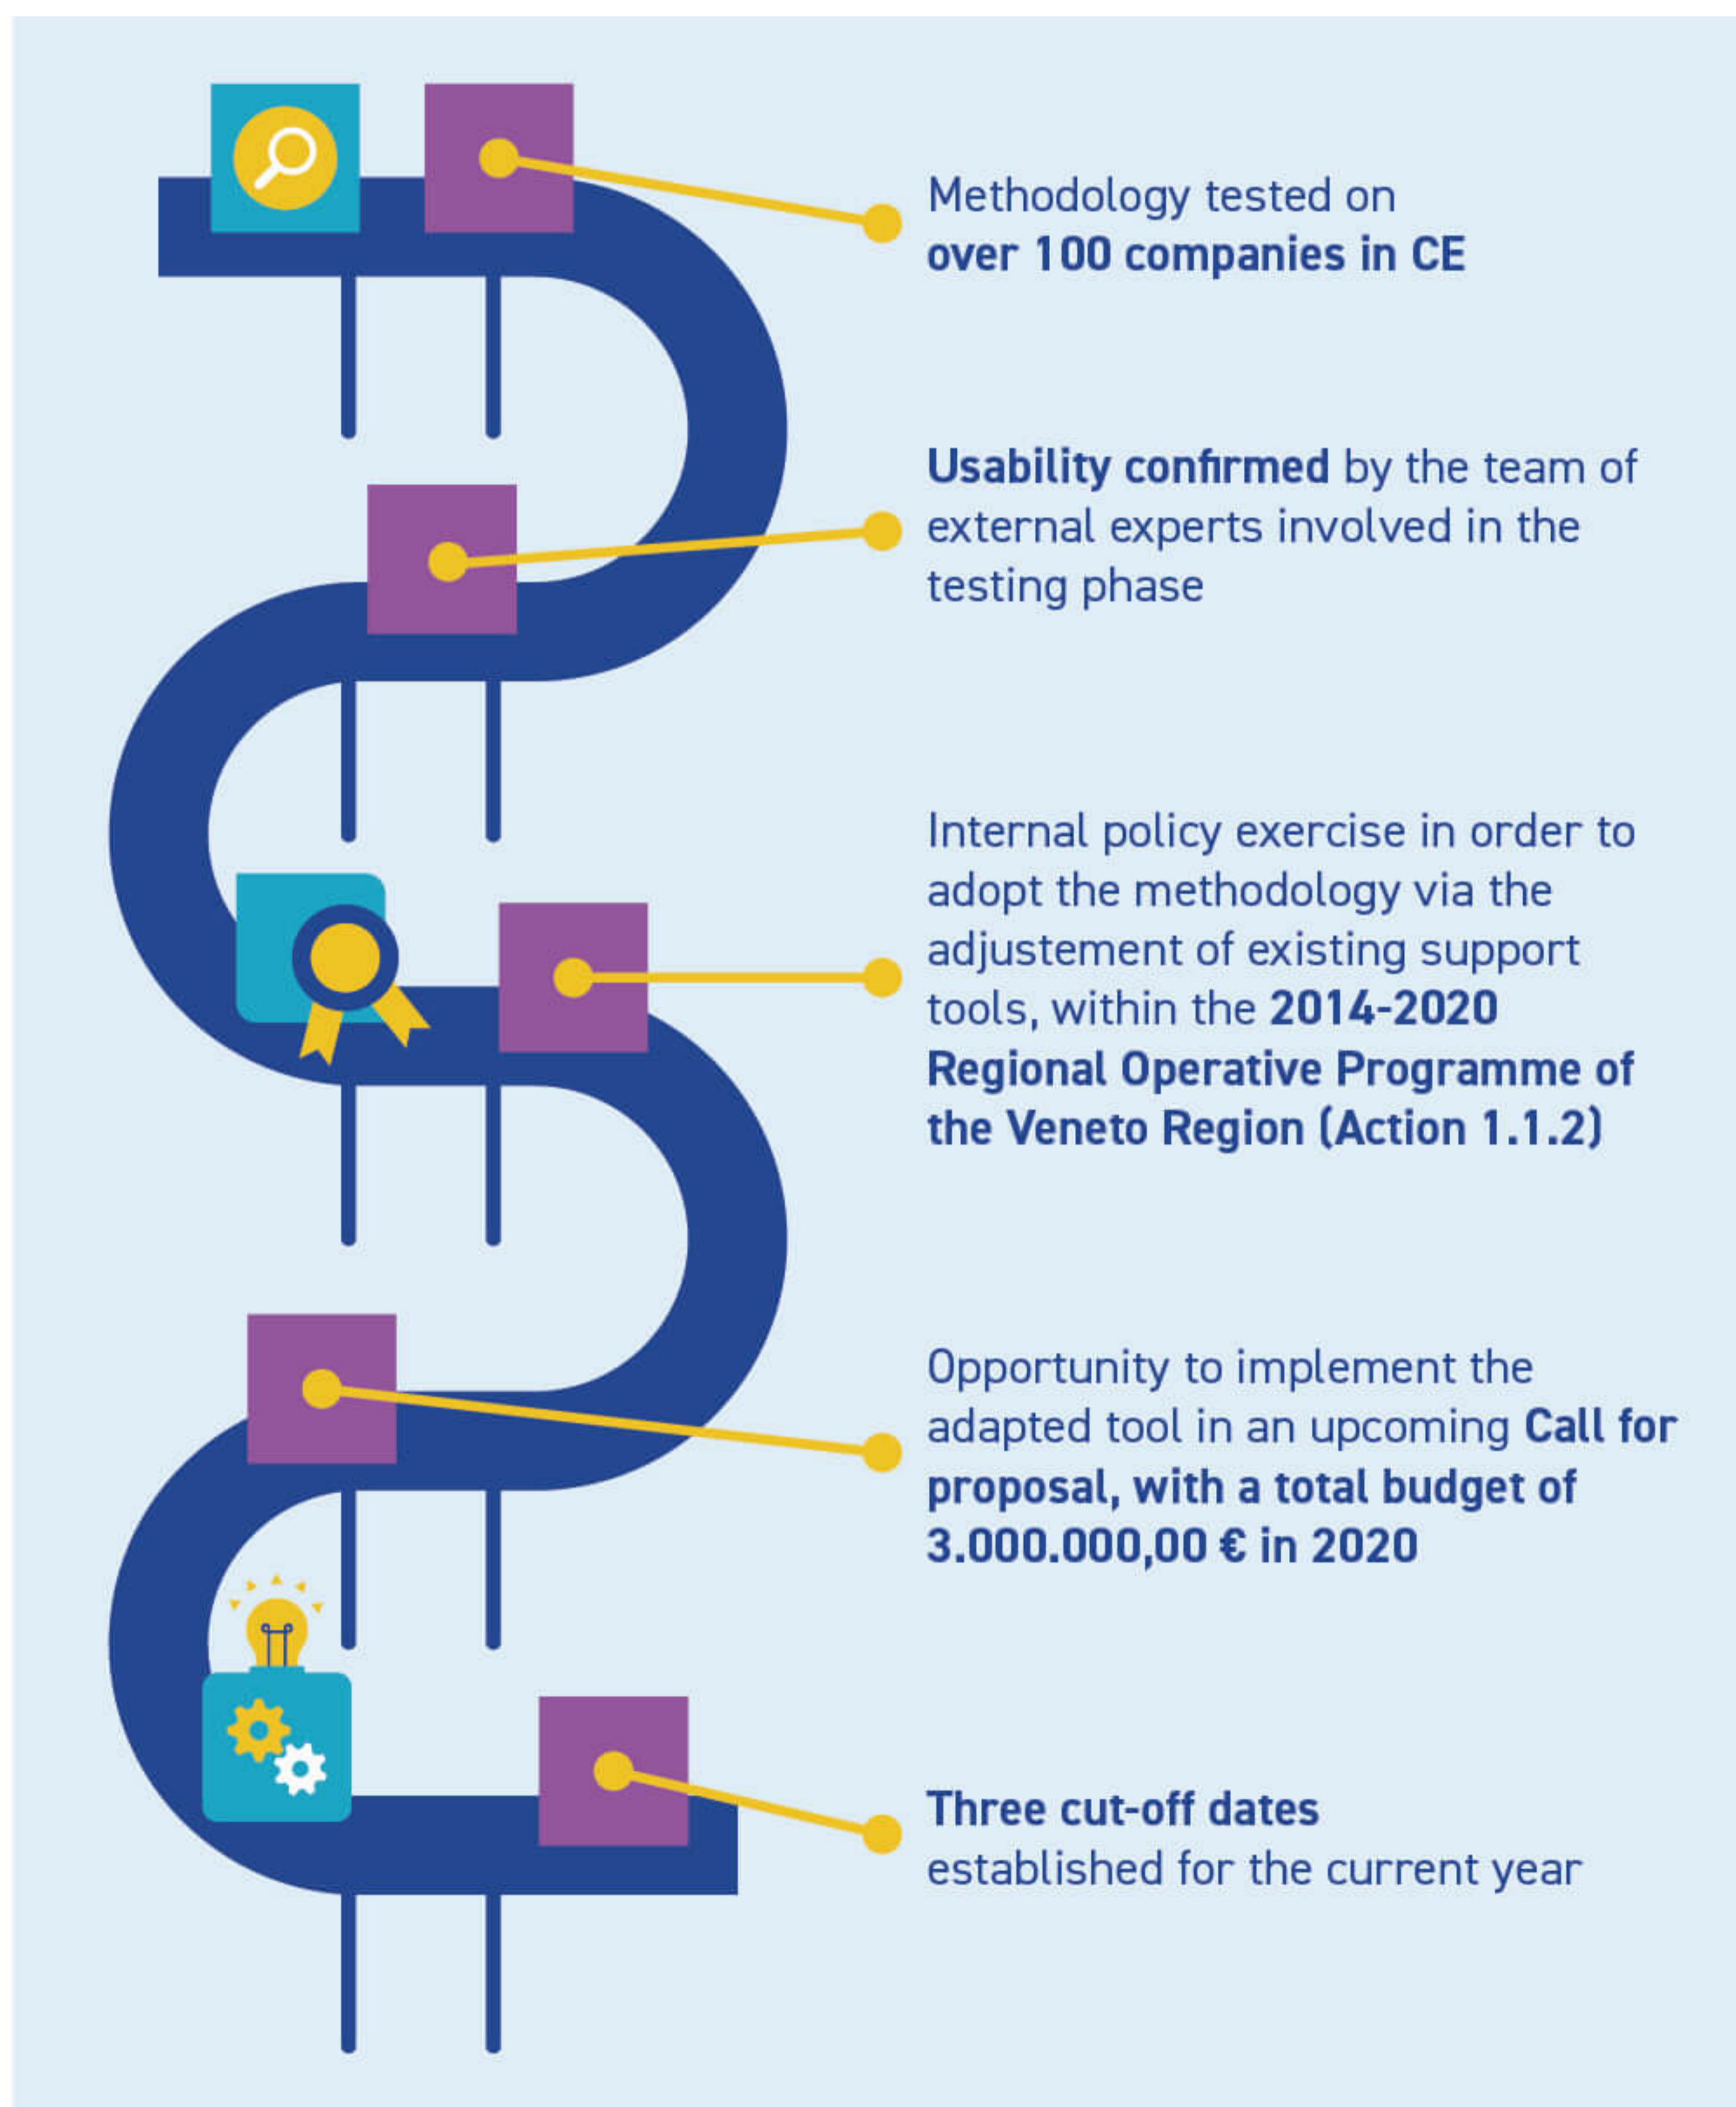 Methodology tested on
over 100 companies in CE
Usability confirmed by the team of
external experts involved in the
testing phase
Internal policy exercise in order to
adopt the methodology via the
adjustement of existing support
tools, within the 2014-2020
Regional Operative Programme of
the Veneto Region (Action 1.1.2)
Opportunity to implement the
adapted tool in an upcoming Call for
proposal, with a total budget of
3.000.000,00 € in 2020
Three cut-off dates
established for the current year